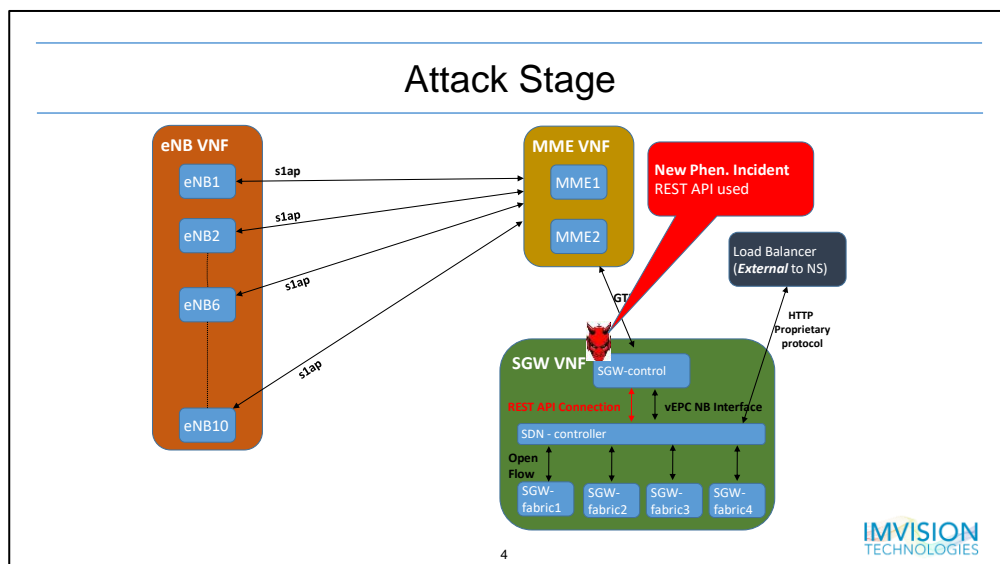 Attack Stage
eNB VNF
eNB1
eNB2
eNB6
eNB10
s1ap
s1ap
s1ap
s1ap
MME VNF
MME1
MME2
New Phen. Incident
REST API used
Load Balancer
(External to NS)
HTTP
Proprietary
protocol
SGW VNF
SGW-control
REST API Connection
vEPC NB Interface
SDN - controller
Open
Flow
SGW-
fabric1
SGW-
fabric2
SGW-
fabric3
SGW-
fabric4
4
IMVISION
TECHNOLOGIES